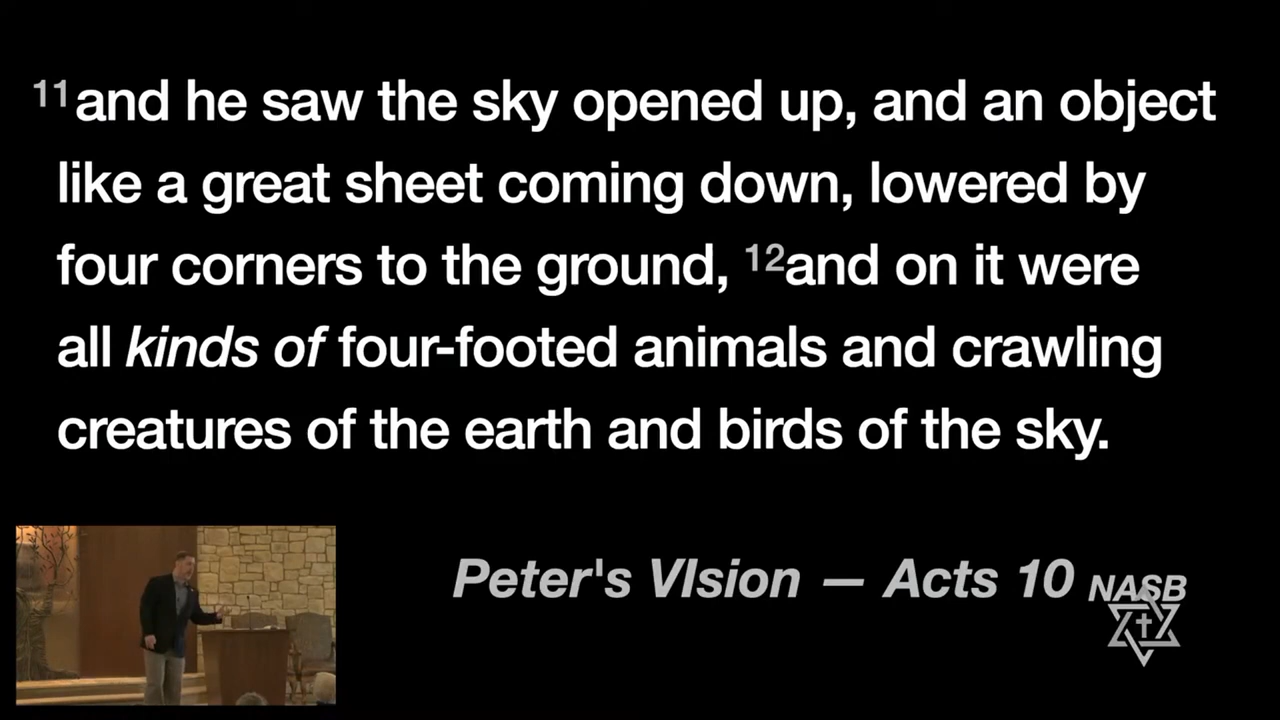 11and he saw the sky opened up, and an object
like a great sheet coming down, lowered by
four corners to the ground, 12and on it were
all kinds of four-footed animals and crawling
creatures of the earth and birds of the sky.
Peter's VIsion — Acts 10 NASB